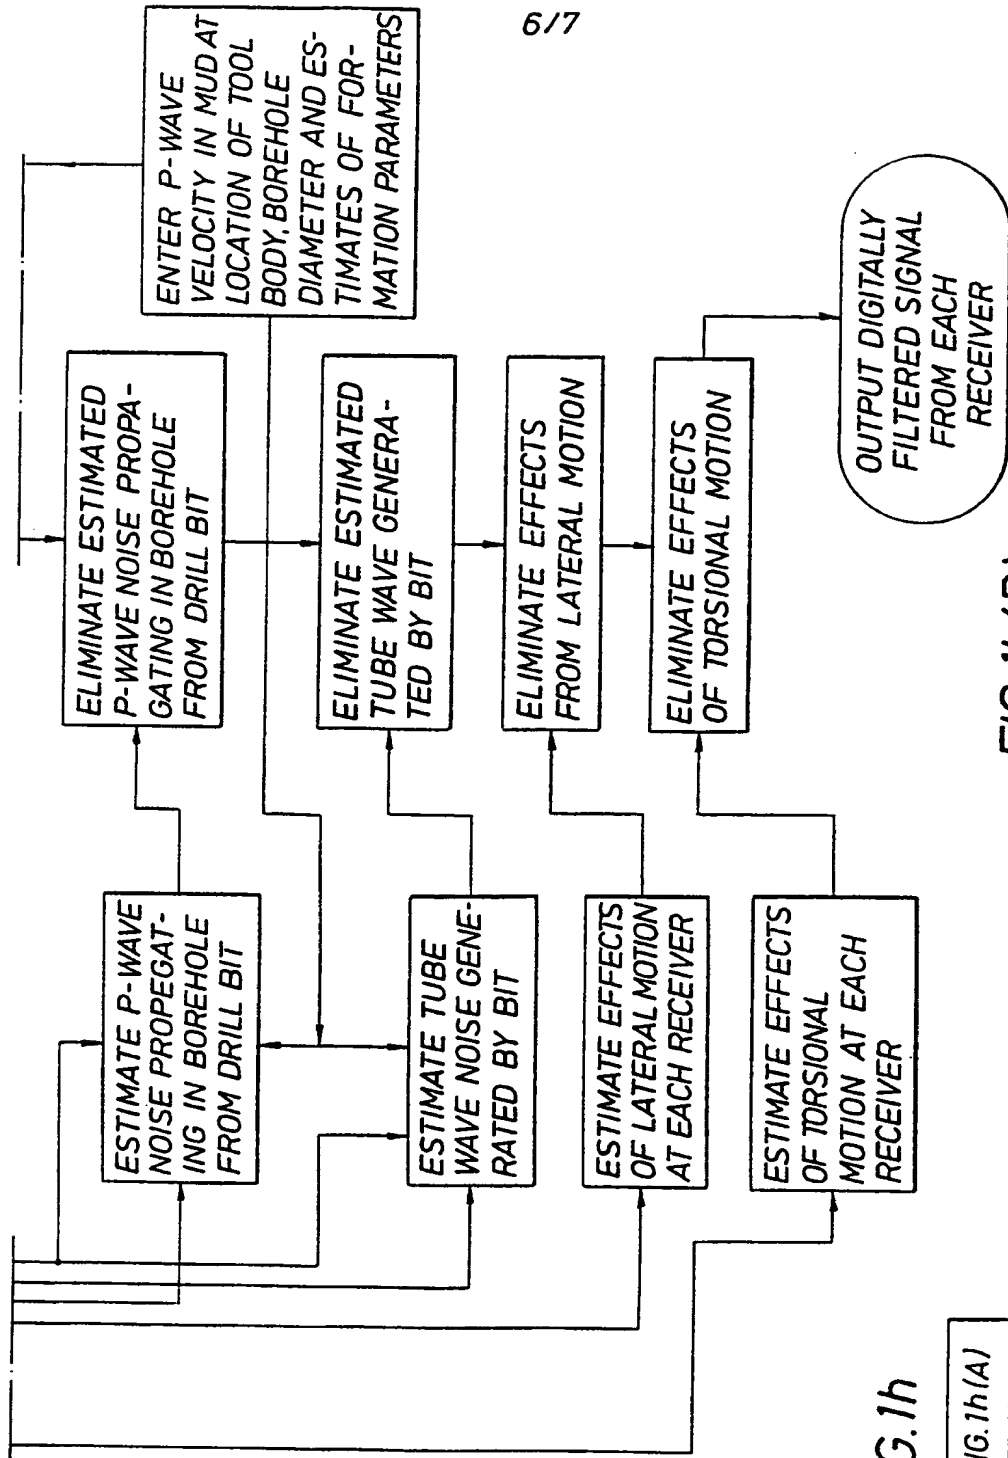 6/7
ENTER P-WAVE
VELOCITY IN MUD AT
LOCATION OF TOOL
BODY, BOREHOLE
DIAMETER AND ES-
TIMATES OF FOR-
MATION PARAMETERS
ELIMINATE ESTIMATED
P-WAVE NOISE PROPA-
GATING IN BOREHOLE
FROM DRILL BIT
ELIMINATE ESTIMATED
TUBE WAVE GENERA-
TED BY BIT
ELIMINATE EFFECTS
FROM LATERAL MOTION
ELIMINATE EFFECTS
OF TORSIONAL MOTION
OUTPUT DIGITALLY
FILTERED SIGNAL
FROM EACH
RECEIVER
ESTIMATE P-WAVE
NOISE PROPEGAT-
ING IN BOREHOLE
FROM DRILL BIT
ESTIMATE TUBE
WAVE NOISE GENE-
RATED BY BIT
ESTIMATE EFFECTS
OF LATERAL MOTION
AT EACH RECEIVER
ESTIMATE EFFECTS
OF TORSIONAL
MOTION AT EACH
RECEIVER
G.1h
IG.1h(A)